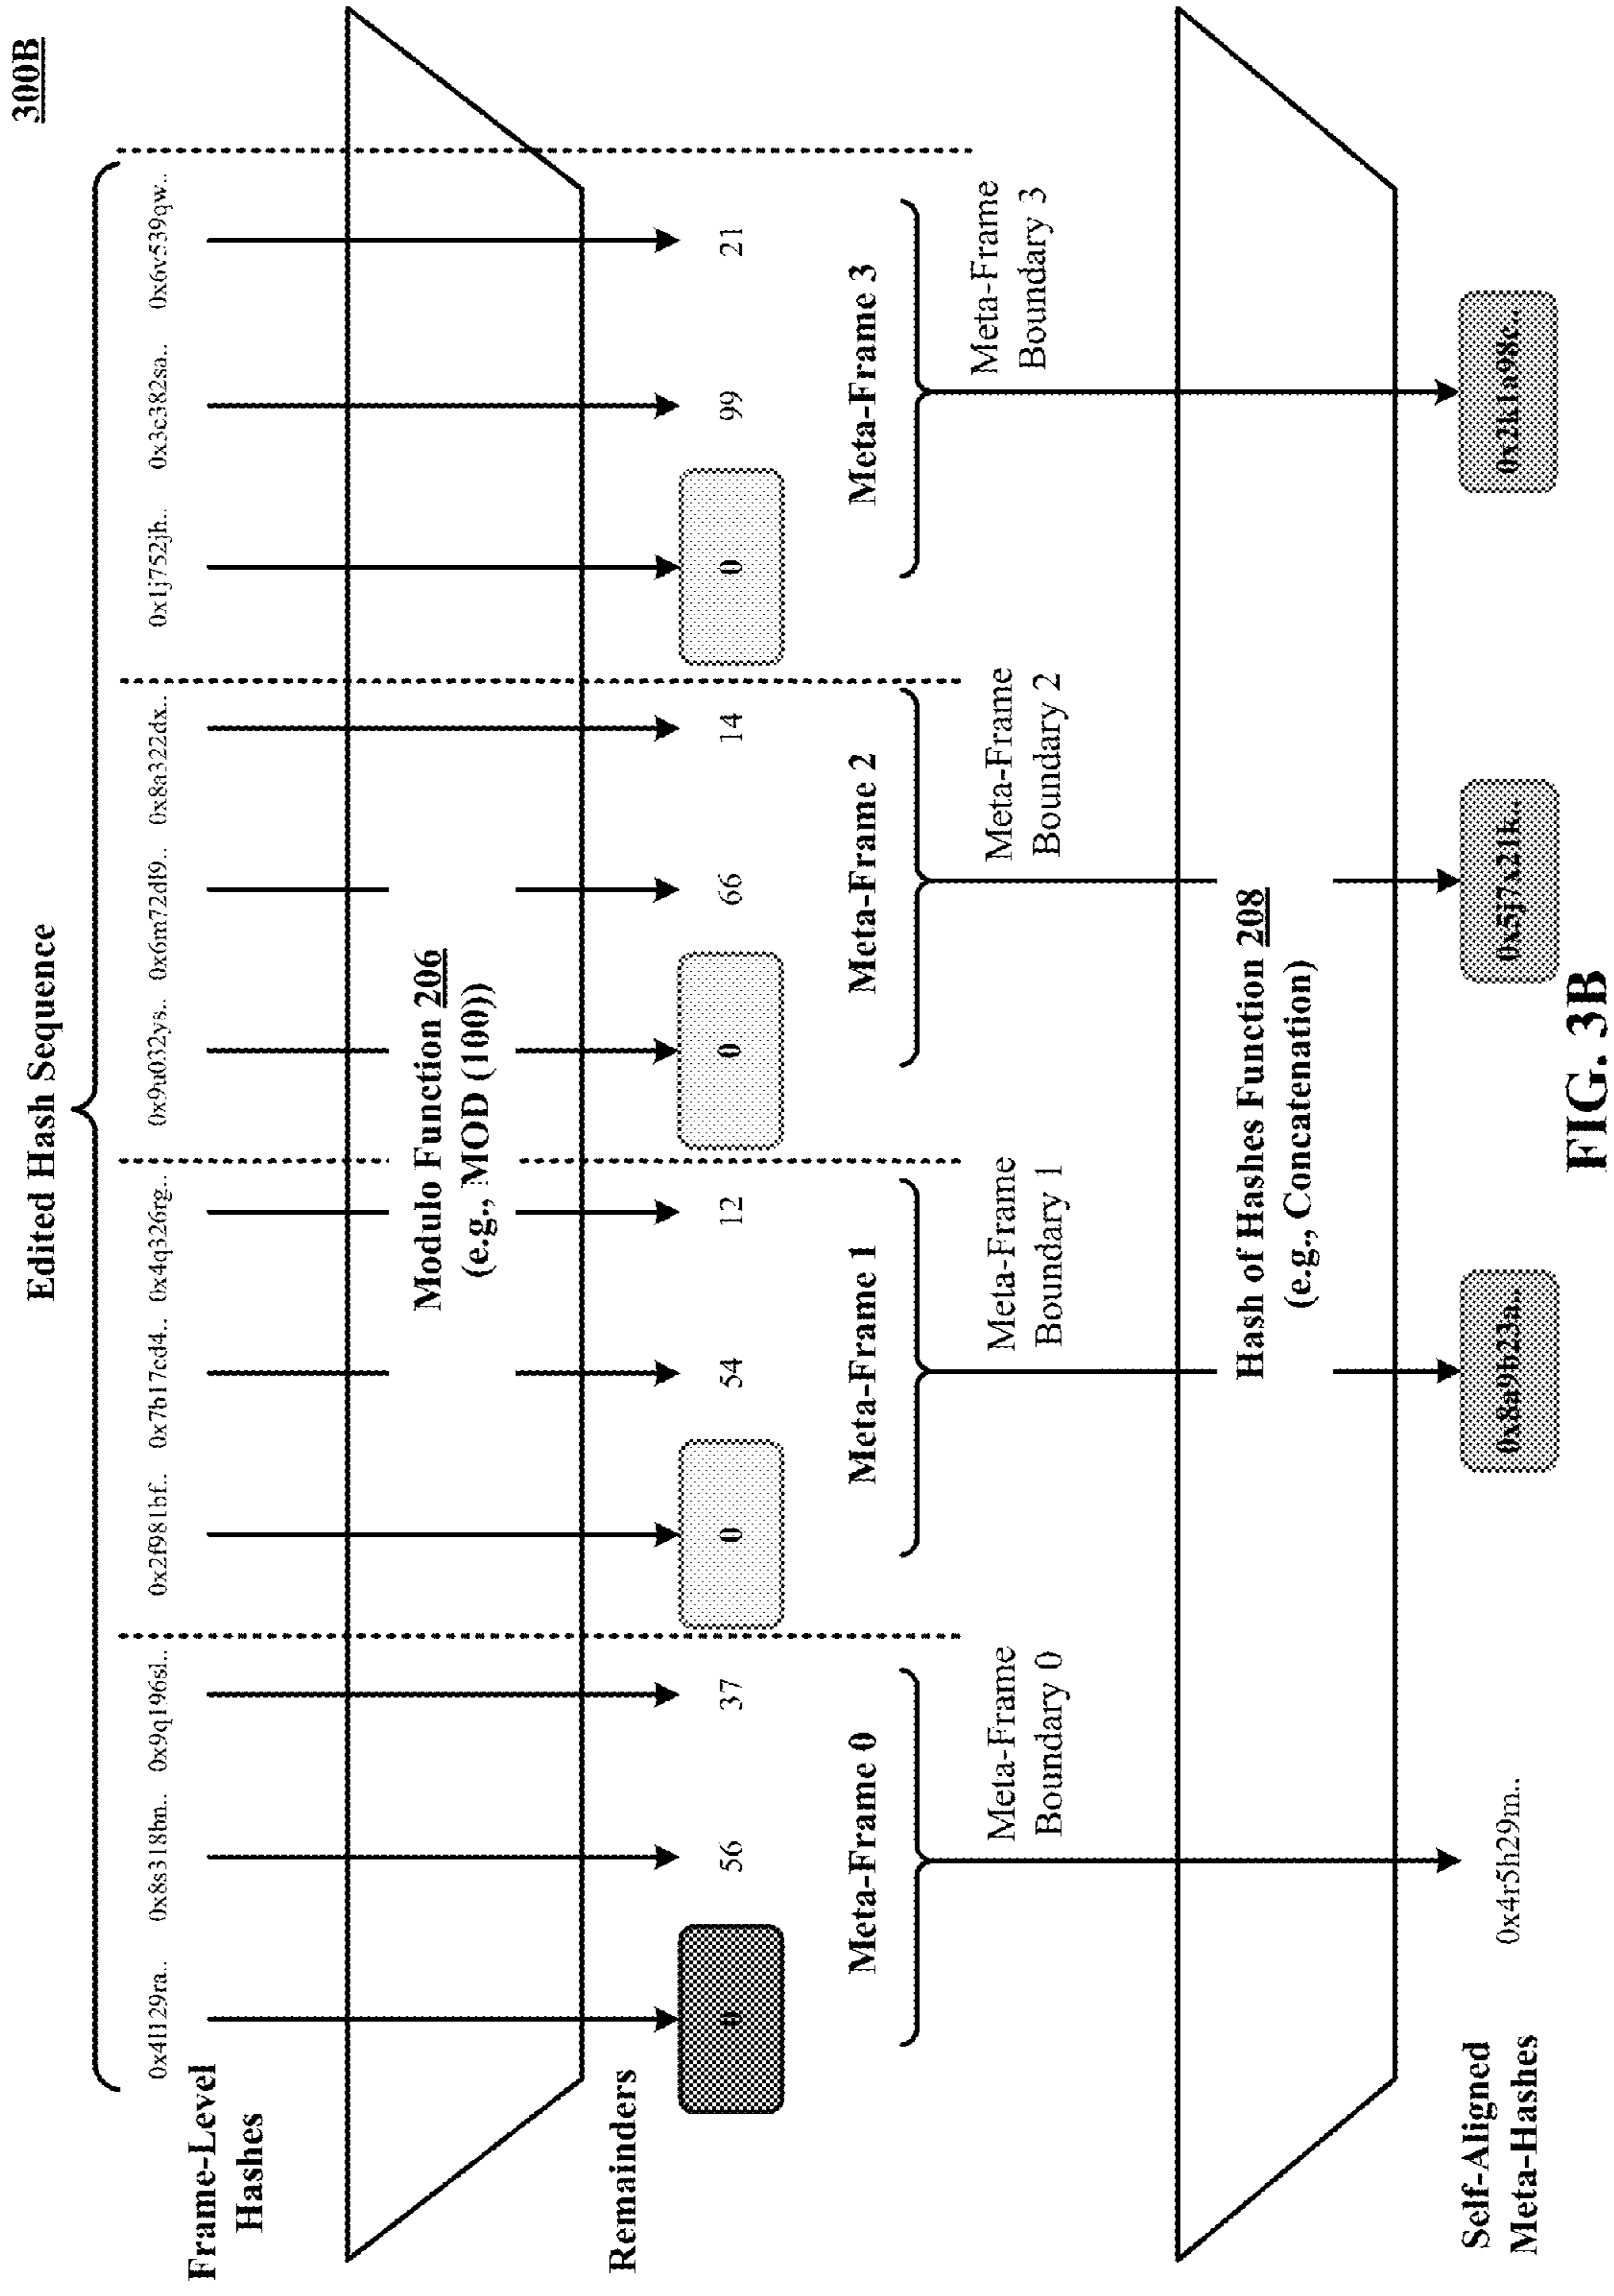 300B
Edited Hash Sequence
Frame-Level
Hashes
0x4l129ra.. 0x8s318bn.. 0x9q196sl.. 0x2f981bf.. 0x7b17cd4.. 0x4q326rg.. 0x9u032ys.. 0x6m72dl9.. 0x8a322dx.. 0x1j752jh.. 0x3c382sa.. 0x6v539qw..
Modulo Function 206
(e.g., MOD (100))
Remainders
0 56 37 0 54 12 0 66 14 0 99 21
Meta-Frame 0 Meta-Frame 1 Meta-Frame 2 Meta-Frame 3
Meta-Frame
Boundary 0
Meta-Frame
Boundary 1
Meta-Frame
Boundary 2
Meta-Frame
Boundary 3
Hash of Hashes Function 208
(e.g., Concatenation)
Self-Aligned
Meta-Hashes
0x4r5h29m.. 0x8a9b23a.. 0x5j7x21k.. 0x2k1a98c..
FIG. 3B